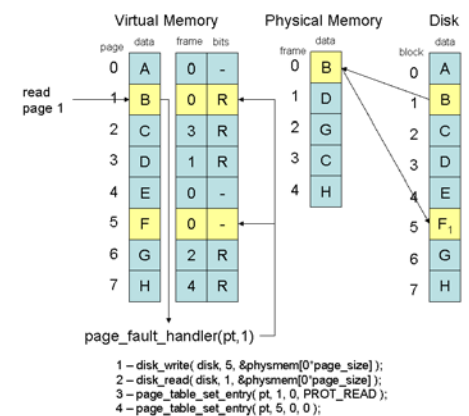 Virtual Memory Physical Memory Disk
page data frame bits frame data block data
0 A 0 - 0 B 0 A
read page 1
1 B 0 R 1 D 1 B
2 C 3 R 2 G 2 C
3 D 1 R 3 C 3 D
4 E 0 - 4 H 4 E
5 F 0 - 5 F1
6 G 2 R 6 G
7 H 4 R 7 H
page_fault_handler(pt,1)
1 – disk_write( disk, 5, &physmem[0*page_size] );
2 – disk_read( disk, 1, &physmem[0*page_size] );
3 – page_table_set_entry( pt, 1, 0, PROT_READ );
4 – page_table_set_entry( pt, 5, 0, 0 );